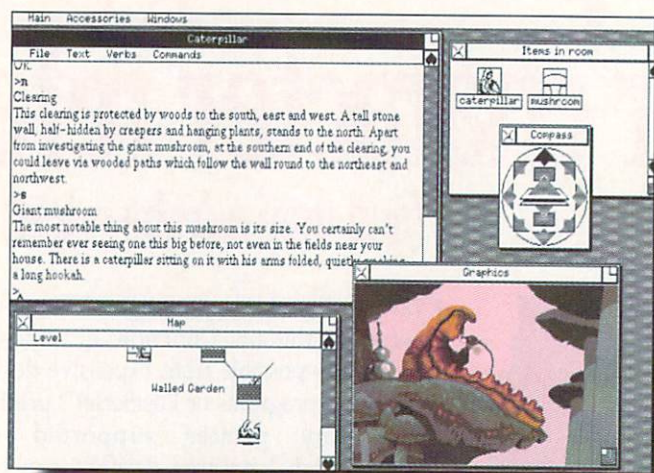 Main Accessories Windows
Caterpillar
File Text Verbs Commands
OK.
>n
Clearing
This clearing is protected by woods to the south, east and west. A tall stone
wall, half-hidden by creepers and hanging plants, stands to the north. Apart
from investigating the giant mushroom, at the southern end of the clearing, you
could leave via wooded paths which follow the wall round to the northeast and
northwest.
>s
Giant mushroom
The most notable thing about this mushroom is its size. You certainly can't
remember ever seeing one this big before, not even in the fields near your
house. There is a caterpillar sitting on it with his arms folded, quietly smoking
a long hookah.
>
Items in room
caterpillar mushroom
Compass
Map
Level
Walled Garden
Graphics